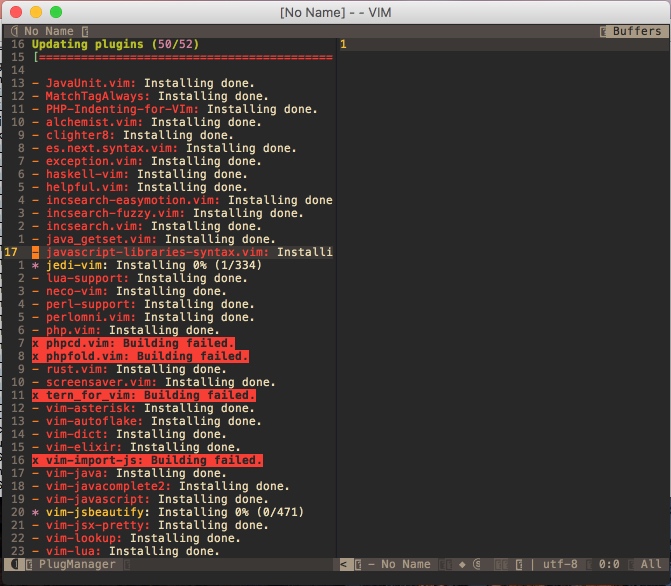 [No Name] - - VIM
No Name Buffers
16 Updating plugins (50/52) 1
15 [==========================================
14
13 - JavaUnit.vim: Installing done.
12 - MatchTagAlways: Installing done.
11 - PHP-Indenting-for-VIm: Installing done.
10 - alchemist.vim: Installing done.
9 - clighter8: Installing done.
8 - es.next.syntax.vim: Installing done.
7 - exception.vim: Installing done.
6 - haskell-vim: Installing done.
5 - helpful.vim: Installing done.
4 - incsearch-easymotion.vim: Installing done
3 - incsearch-fuzzy.vim: Installing done.
2 - incsearch.vim: Installing done.
1 - java_getset.vim: Installing done.
17 - javascript-libraries-syntax.vim: Installi
1 * jedi-vim: Installing 0% (1/334)
2 - lua-support: Installing done.
3 - neco-vim: Installing done.
4 - perl-support: Installing done.
5 - perlomni.vim: Installing done.
6 - php.vim: Installing done.
7 x phpcd.vim: Building failed.
8 x phpfold.vim: Building failed.
9 - rust.vim: Installing done.
10 - screensaver.vim: Installing done.
11 x tern_for_vim: Building failed.
12 - vim-asterisk: Installing done.
13 - vim-autoflake: Installing done.
14 - vim-dict: Installing done.
15 - vim-elixir: Installing done.
16 x vim-import-js: Building failed.
17 - vim-java: Installing done.
18 - vim-javacomplete2: Installing done.
19 - vim-javascript: Installing done.
20 * vim-jsbeautify: Installing 0% (0/471)
21 - vim-jsx-pretty: Installing done.
22 - vim-lookup: Installing done.
23 - vim-lua: Installing done.
PlugManager < - No Name ◆ @ | utf-8 0:0 All